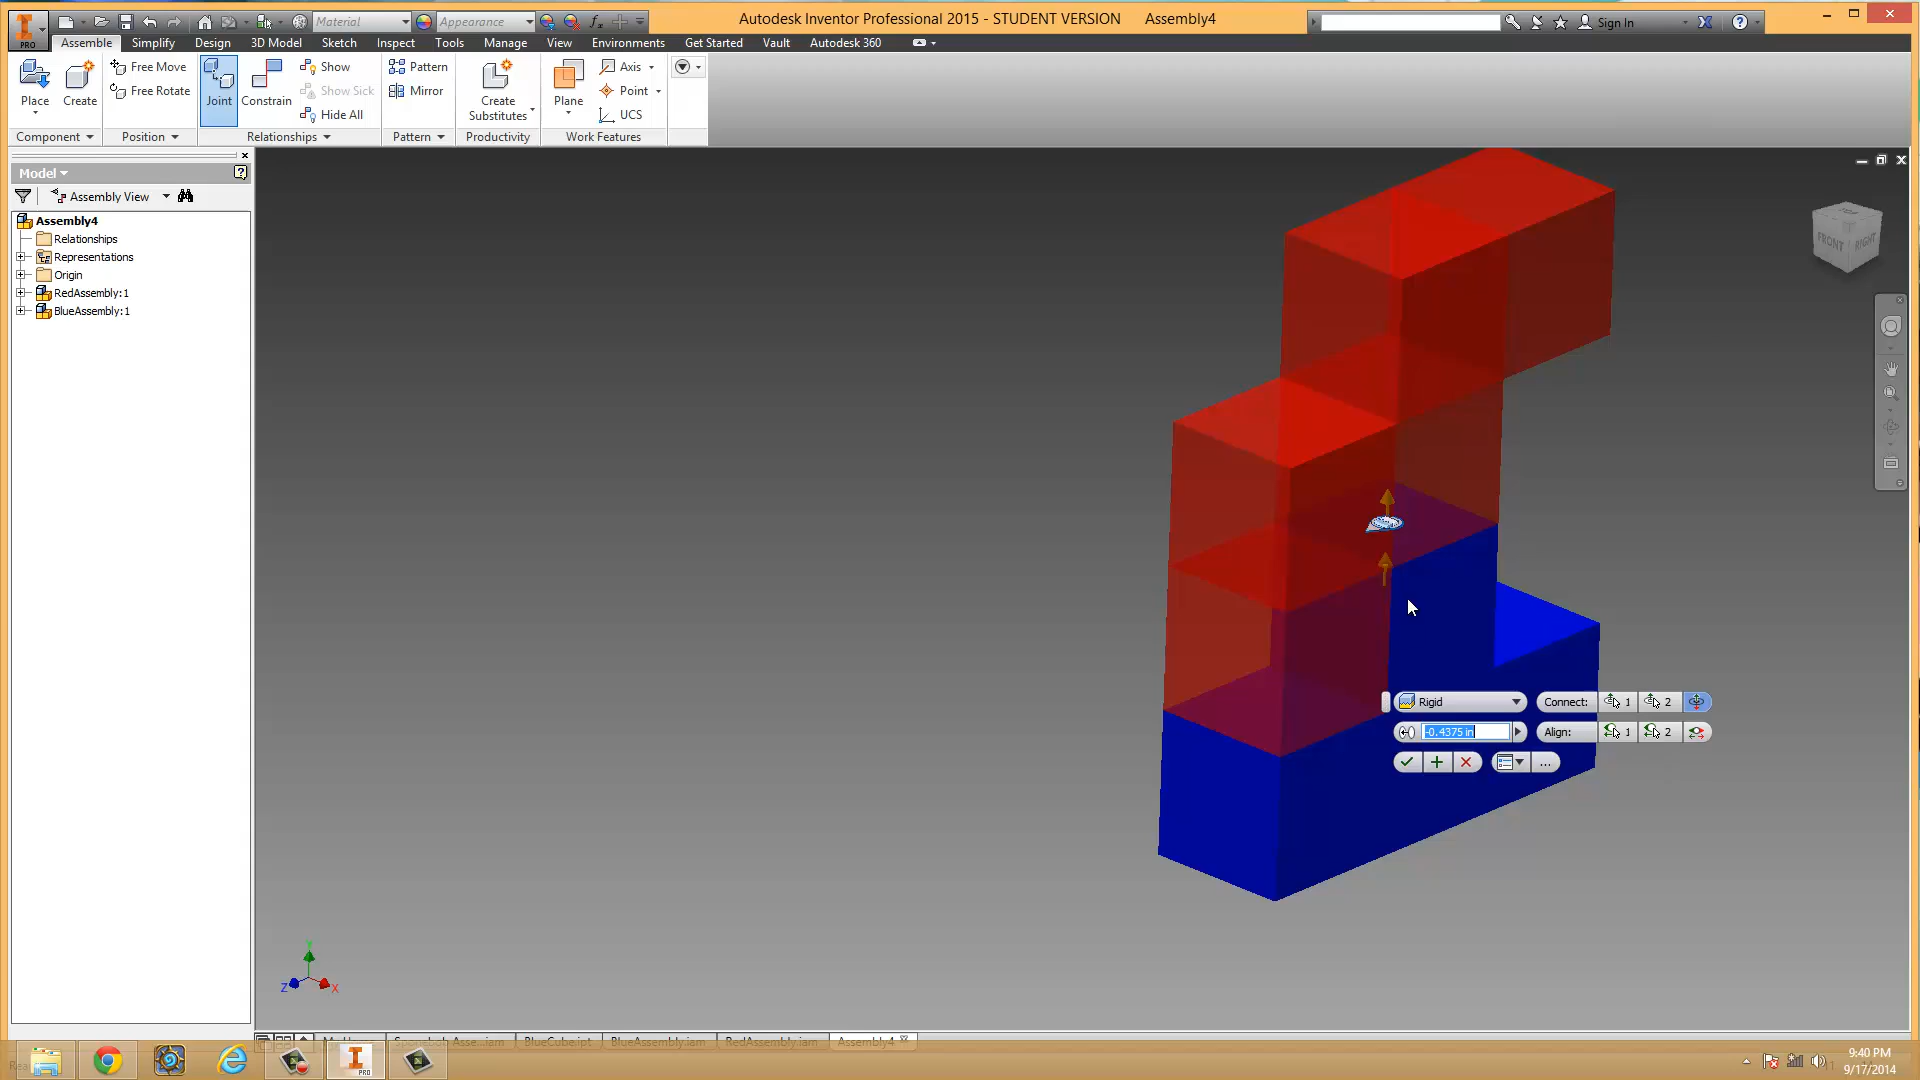 Material
Appearance
Autodesk Inventor Professional 2015 - STUDENT VERSION Assembly4
Sign In
PRO
Assemble Simplify Design 3D Model Sketch Inspect Tools Manage View Environments Get Started Vault Autodesk 360
Place
Create
Free Move
Free Rotate
Joint
Constrain
Show
Show Sick
Hide All
Pattern
Mirror
Create
Substitutes
Plane
Axis
Point
UCS
Component Position Relationships Pattern Productivity Work Features
Model
Assembly View
Assembly4
Relationships
Representations
Origin
RedAssembly:1
BlueAssembly:1
FRONT RIGHT
Rigid
Connect: 1 2
-0.4375 in
Align: 1 2
...
Y
Z X
BlueCube.ipt BlueAssembly.iam RedAssembly.iam Assembly4
PRO
9:40 PM
9/17/2014